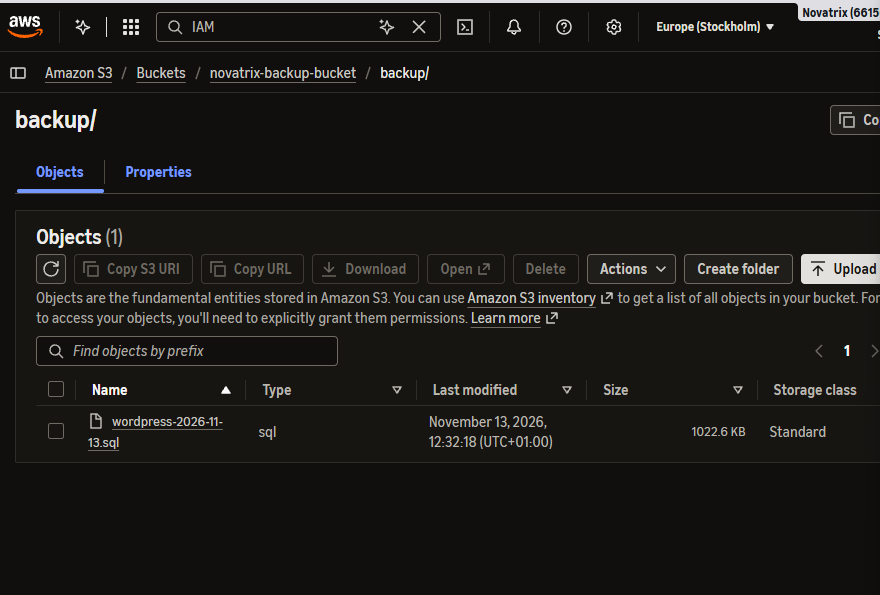 Novatrix (6615
aws
IAM
Europe (Stockholm)
Amazon S3 / Buckets / novatrix-backup-bucket / backup/
backup/
Co
Objects
Properties
Objects (1)
Copy S3 URI
Copy URL
Download
Open
Delete
Actions
Create folder
Upload
Objects are the fundamental entities stored in Amazon S3. You can use Amazon S3 inventory to get a list of all objects in your bucket. For
to access your objects, you'll need to explicitly grant them permissions. Learn more
Find objects by prefix
1
Name
Type
Last modified
Size
Storage class
wordpress-2026-11-
13.sql
sql
November 13, 2026,
12:32:18 (UTC+01:00)
1022.6 KB
Standard